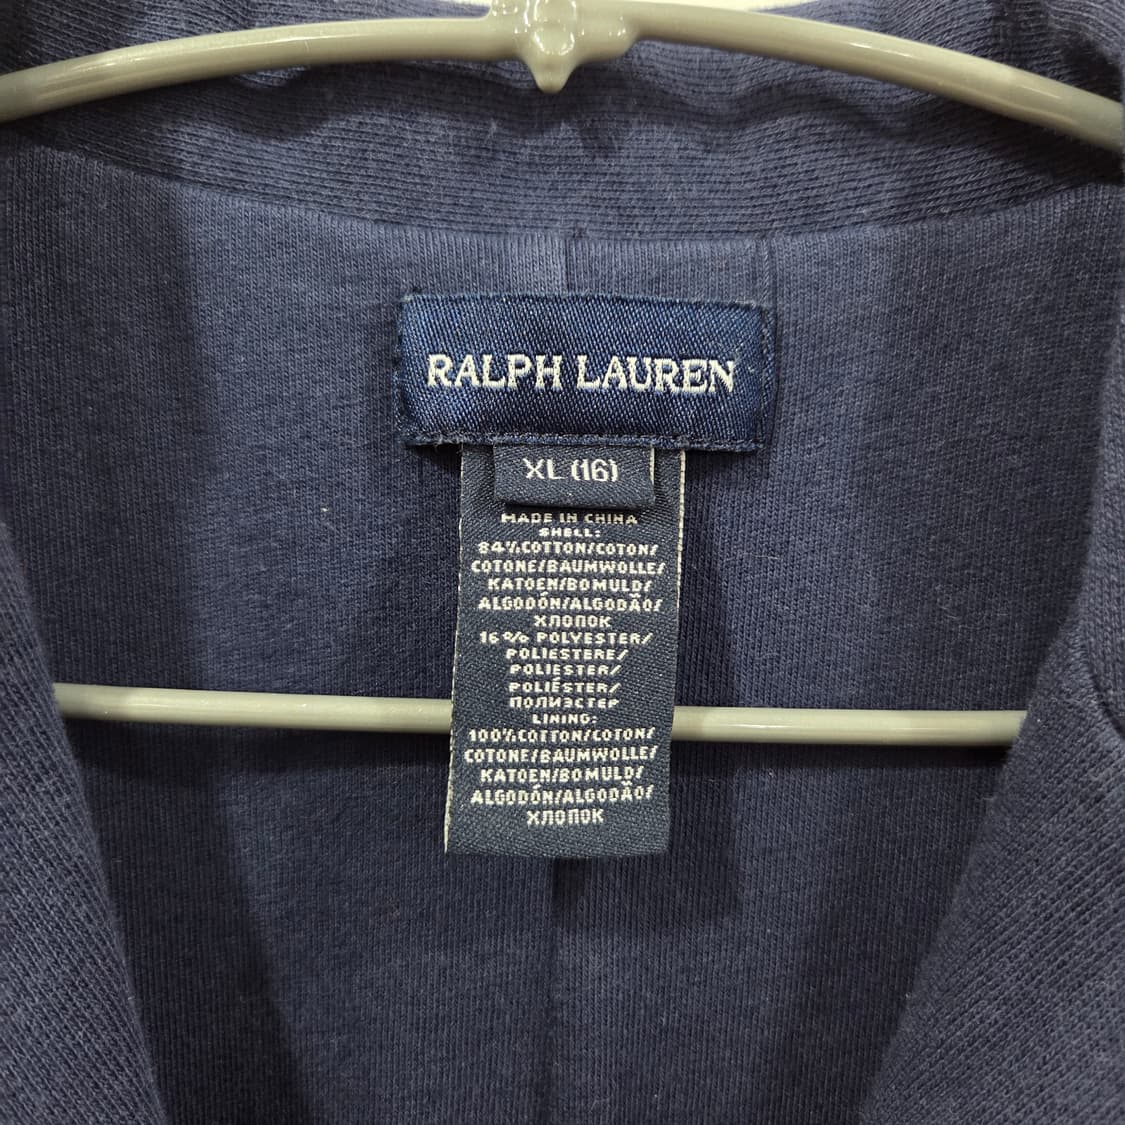 RALPH LAUREN
XL (16)
MADE IN CHINA
SHELL:
84%COTTON/COTON/
COTONE/BAUMWOLLE/
KATOEN/BOMULD/
ALGODÓN/ALGODÃO/
ХЛОПОК
16% POLYESTER/
POLIESTERE/
POLIESTER/
POLIÉSTER/
ПОЛИЭСТЕР
LINING:
100%COTTON/COTON/
COTONE/BAUMWOLLE/
KATOEN/BOMULD/
ALGODÓN/ALGODÃO/
ХЛОПОК